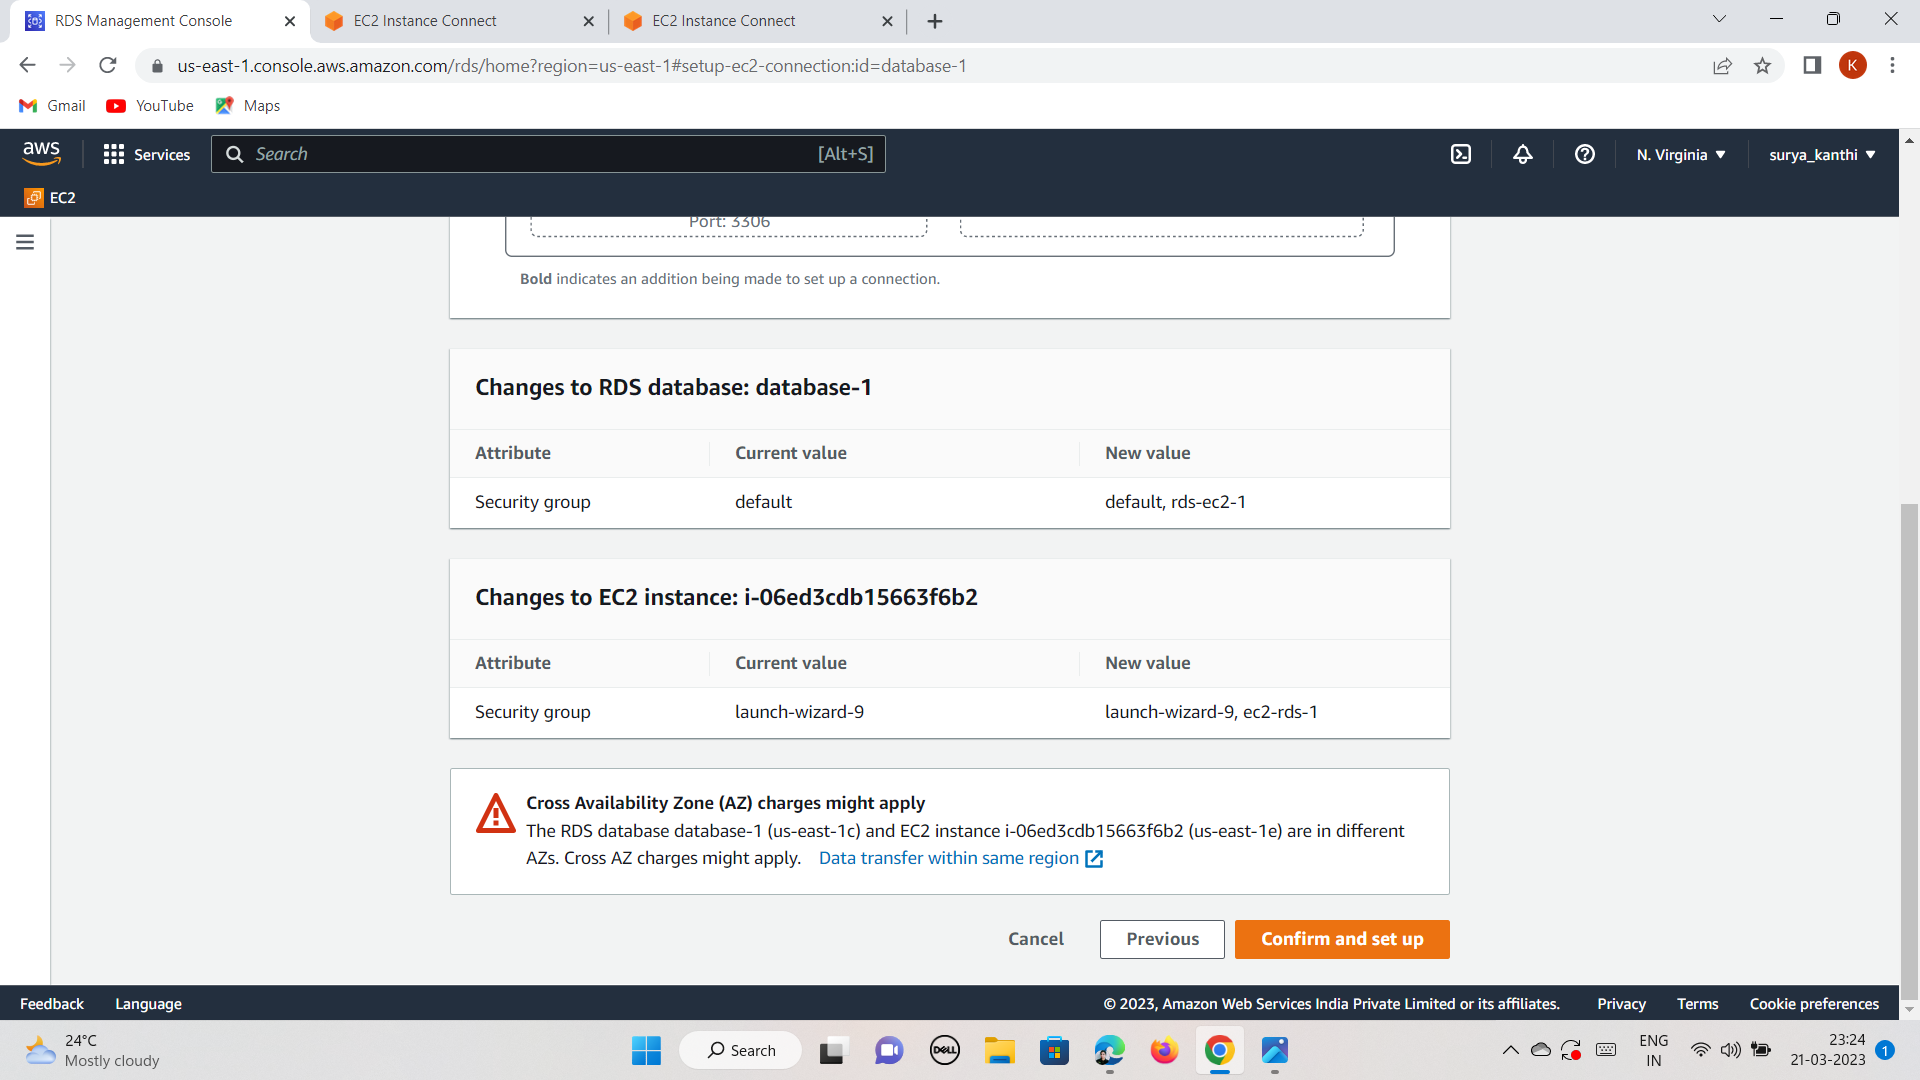 RDS Management Console
EC2 Instance Connect
EC2 Instance Connect
us-east-1.console.aws.amazon.com/rds/home?region=us-east-1#setup-ec2-connection:id=database-1
K
Gmail
YouTube
Maps
aws
Services
Search
[Alt+S]
N. Virginia
surya_kanthi
EC2
Port: 3306
Bold indicates an addition being made to set up a connection.
Changes to RDS database: database-1
Attribute Current value New value
Security group default default, rds-ec2-1
Changes to EC2 instance: i-06ed3cdb15663f6b2
Attribute Current value New value
Security group launch-wizard-9 launch-wizard-9, ec2-rds-1
Cross Availability Zone (AZ) charges might apply
The RDS database database-1 (us-east-1c) and EC2 instance i-06ed3cdb15663f6b2 (us-east-1e) are in different
AZs. Cross AZ charges might apply. Data transfer within same region
Cancel
Previous
Confirm and set up
Feedback
Language
© 2023, Amazon Web Services India Private Limited or its affiliates.
Privacy
Terms
Cookie preferences
24°C
Mostly cloudy
Search
DELL
ENG
IN
23:24
21-03-2023
1